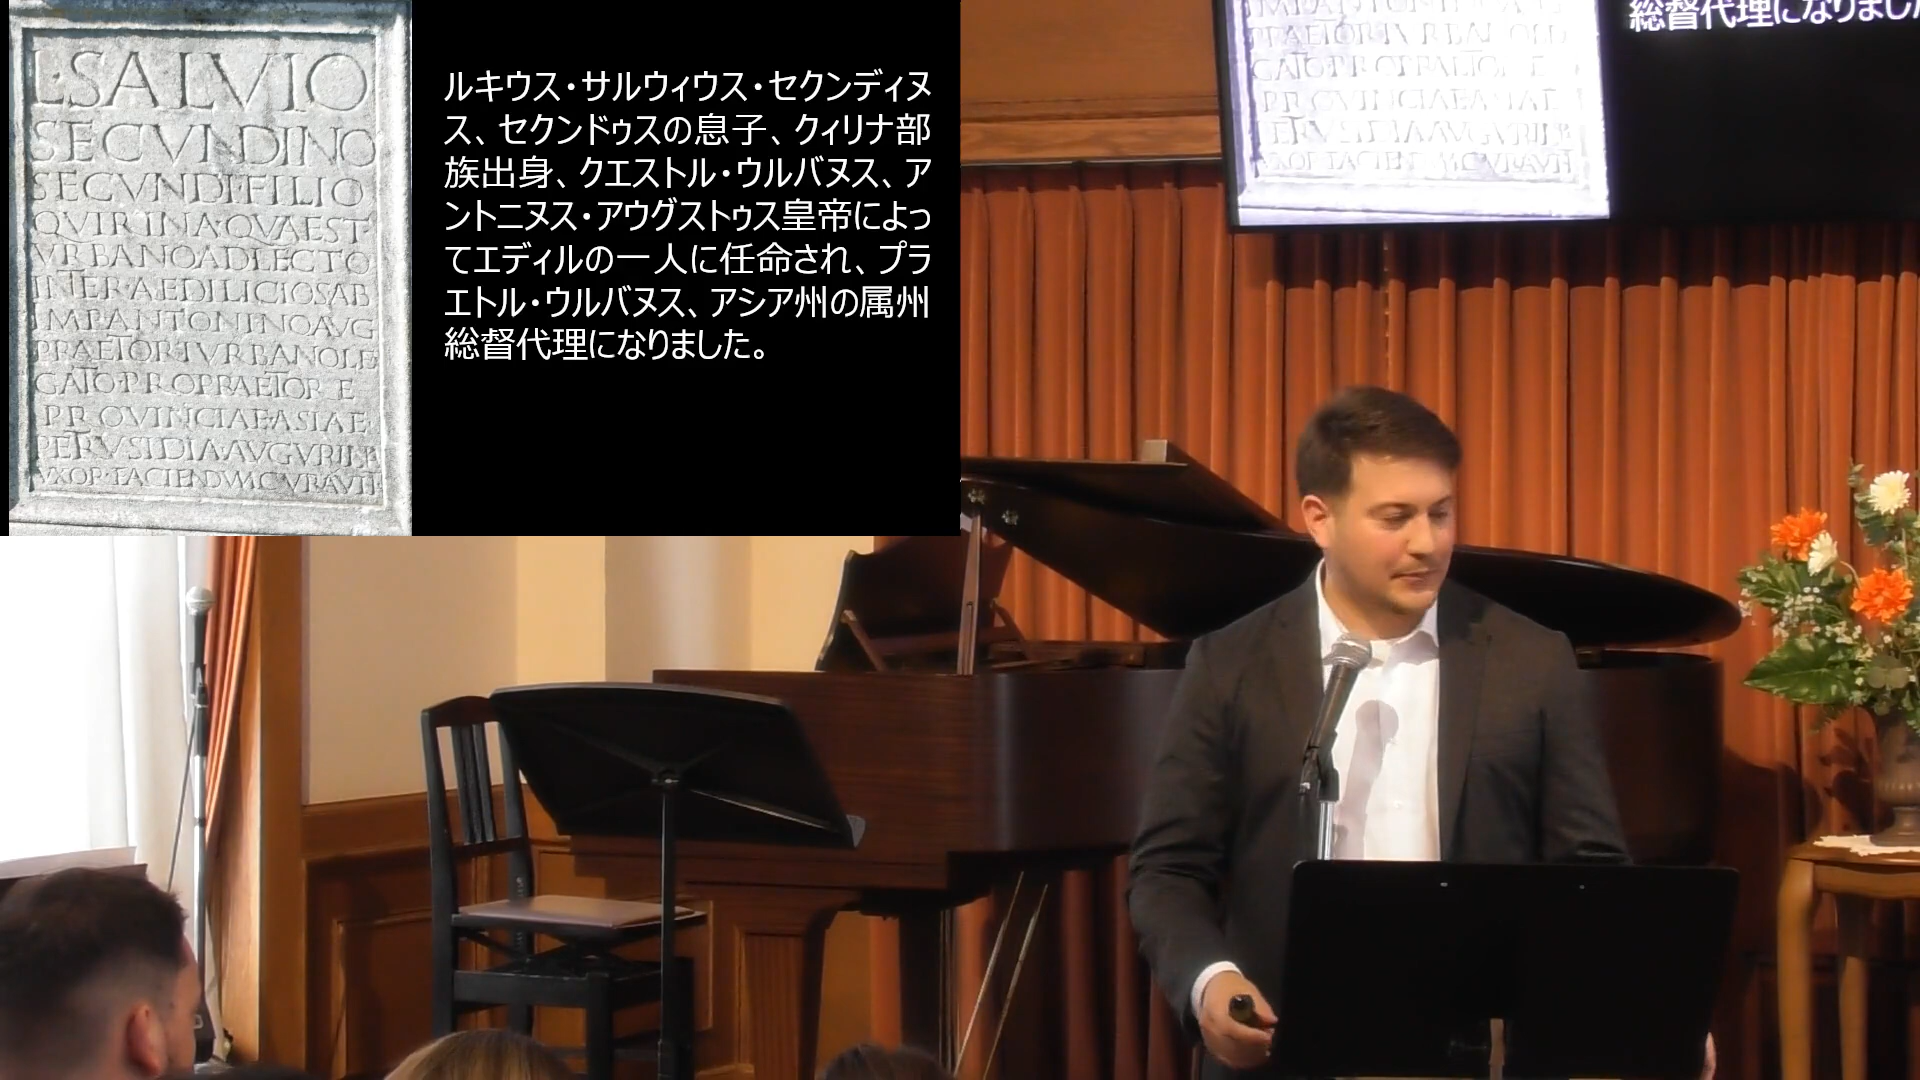 L·SALVIO
SECVNDINO
SECVNDI·FILIO
QVIRINA·QVAEST
VRBANO·ADLECTO
INTER·AEDILICIOS·AB
IMP·ANTONINO·AVG
PRAETORI·VRBANO·LE
GATO·PROPRAETORE
PROVINCIAE·ASIAE
AVGVRI
VXOR·FACIENDVM·CVRAVIT
ルキウス・サルウィウス・セクンディヌ
ス、セクンドゥスの息子、クィリナ部
族出身、クエストル・ウルバヌス、ア
ントニヌス・アウグストゥス皇帝によっ
てエディルの一人に任命され、プラ
エトル・ウルバヌス、アシア州の属州
総督代理になりました。
総督代理になりました